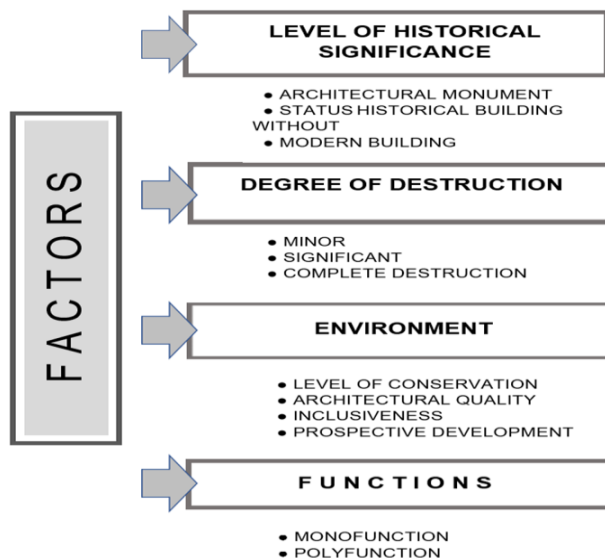 FACTORS
LEVEL OF HISTORICAL
SIGNIFICANCE
● ARCHITECTURAL MONUMENT
● STATUS HISTORICAL BUILDING
WITHOUT
● MODERN BUILDING
DEGREE OF DESTRUCTION
● MINOR
● SIGNIFICANT
● COMPLETE DESTRUCTION
ENVIRONMENT
● LEVEL OF CONSERVATION
● ARCHITECTURAL QUALITY
● INCLUSIVENESS
● PROSPECTIVE DEVELOPMENT
FUNCTIONS
● MONOFUNCTION
● POLYFUNCTION